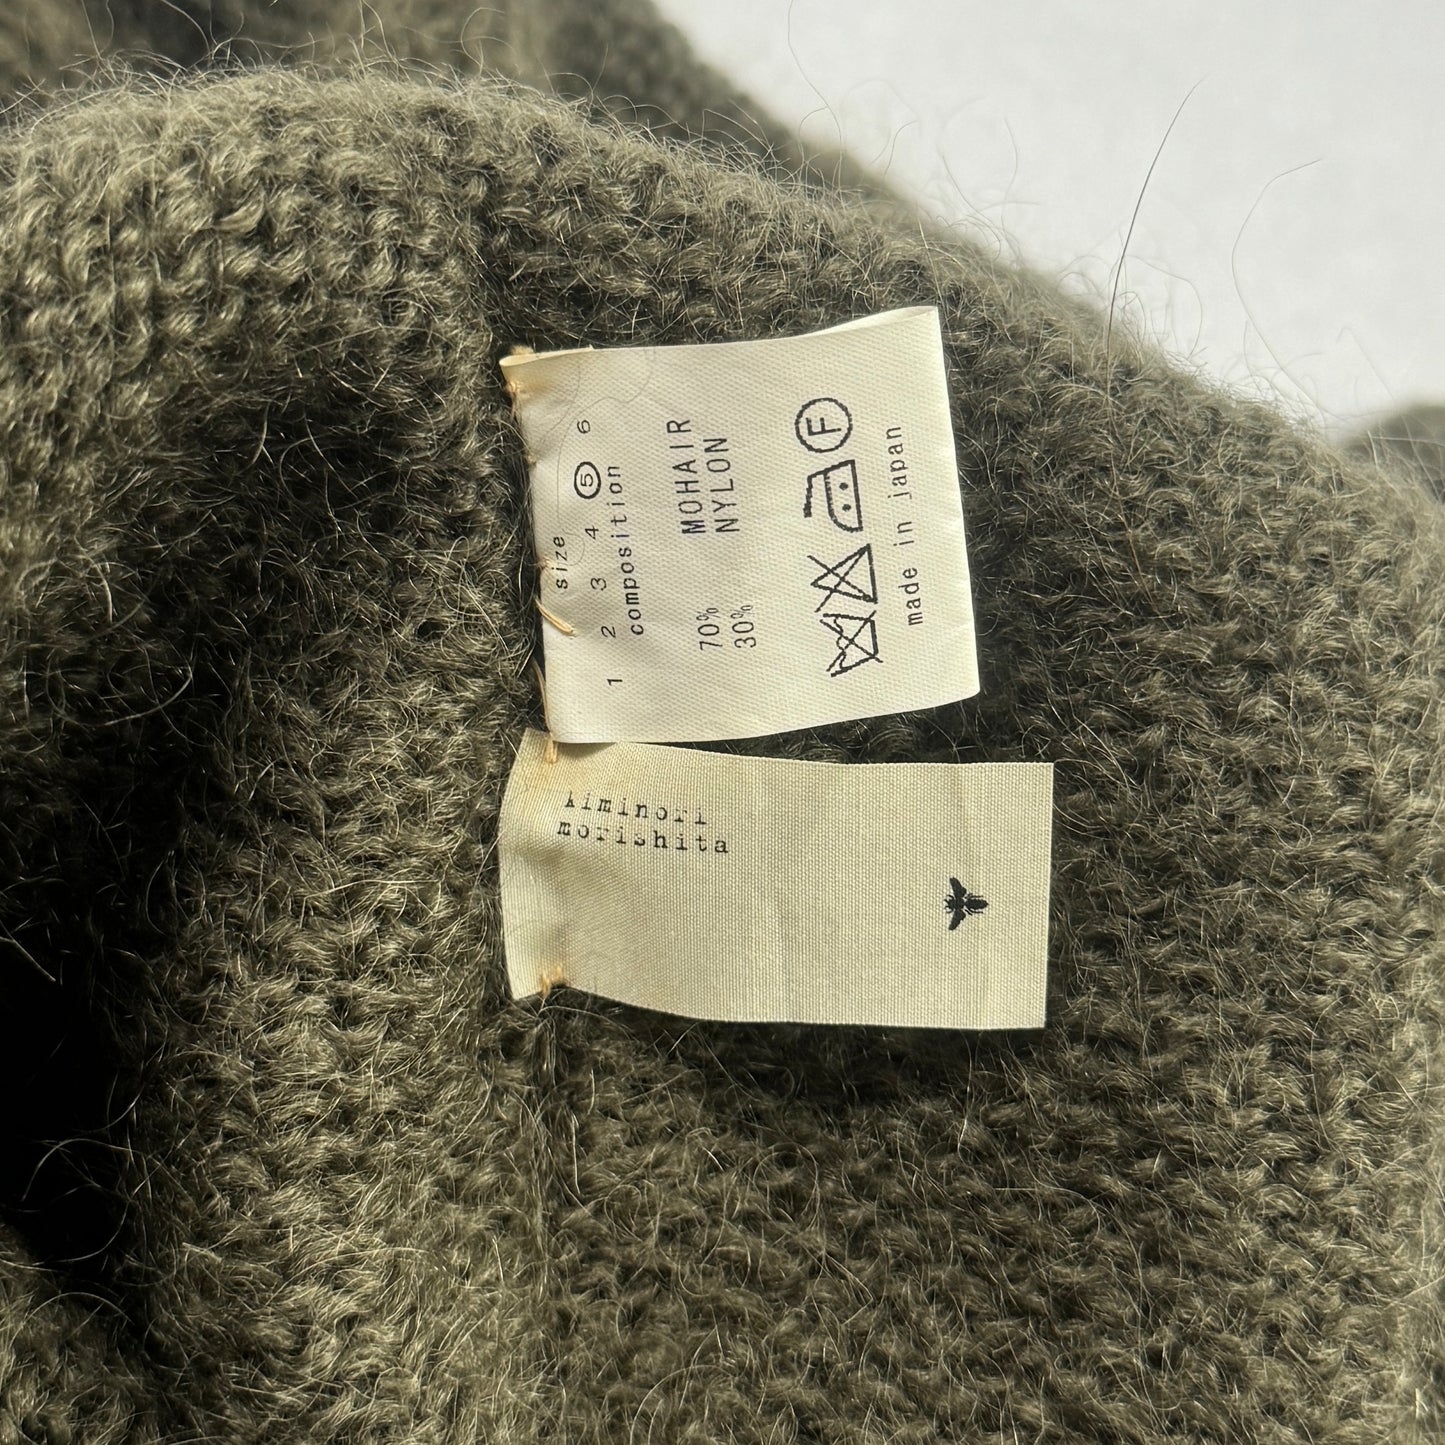 size
1 2 3 4 5 6
composition
70% MOHAIR
30% NYLON
F
made in japan
kiminori
morishita